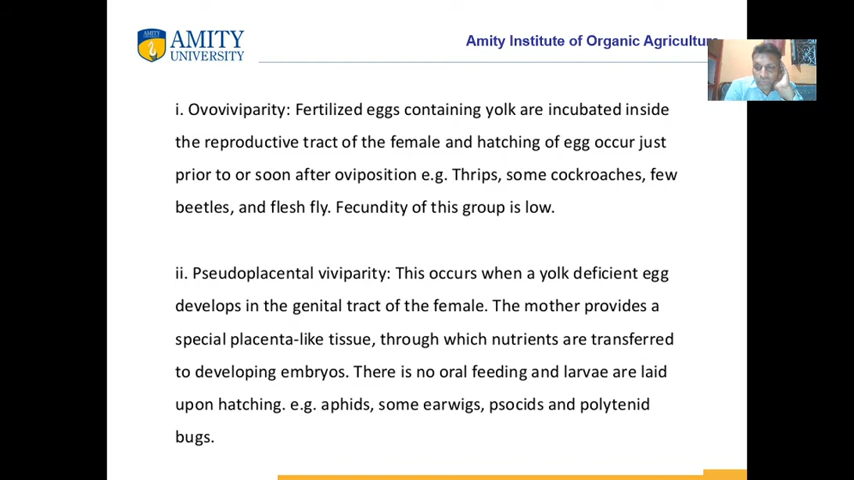 AMITY
AMITY
UNIVERSITY
Amity Institute of Organic Agriculture
i. Ovoviviparity: Fertilized eggs containing yolk are incubated inside
the reproductive tract of the female and hatching of egg occur just
prior to or soon after oviposition e.g. Thrips, some cockroaches, few
beetles, and flesh fly. Fecundity of this group is low.
ii. Pseudoplacental viviparity: This occurs when a yolk deficient egg
develops in the genital tract of the female. The mother provides a
special placenta-like tissue, through which nutrients are transferred
to developing embryos. There is no oral feeding and larvae are laid
upon hatching. e.g. aphids, some earwigs, psocids and polytenid
bugs.